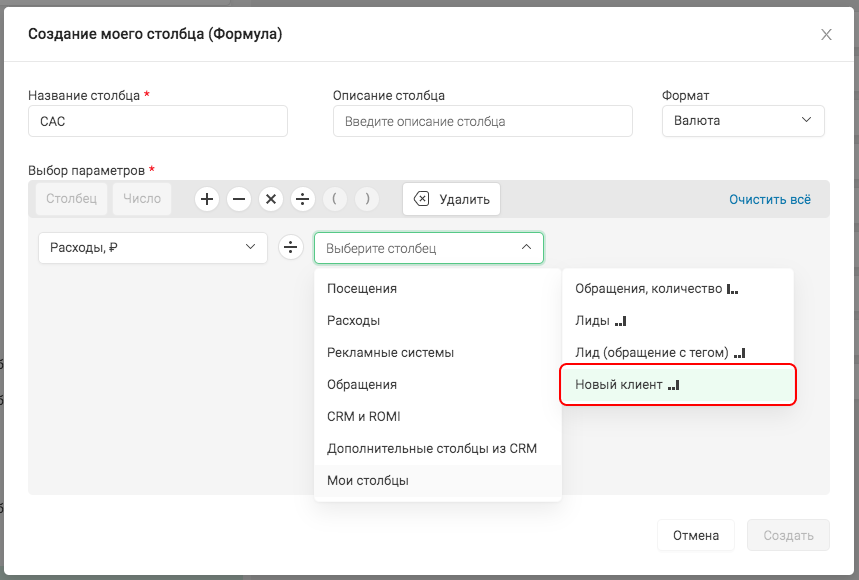 Создание моего столбца (Формула)
Название столбца *
Описание столбца
Формат
CAC
Введите описание столбца
Валюта
Выбор параметров *
Столбец
Число
( )
Удалить
Очистить всё
Расходы, ₽
Выберите столбец
Посещения
Расходы
Рекламные системы
Обращения
CRM и ROMI
Дополнительные столбцы из CRM
Мои столбцы
Обращения, количество
Лиды
Лид (обращение с тегом)
Новый клиент
Отмена
Создать